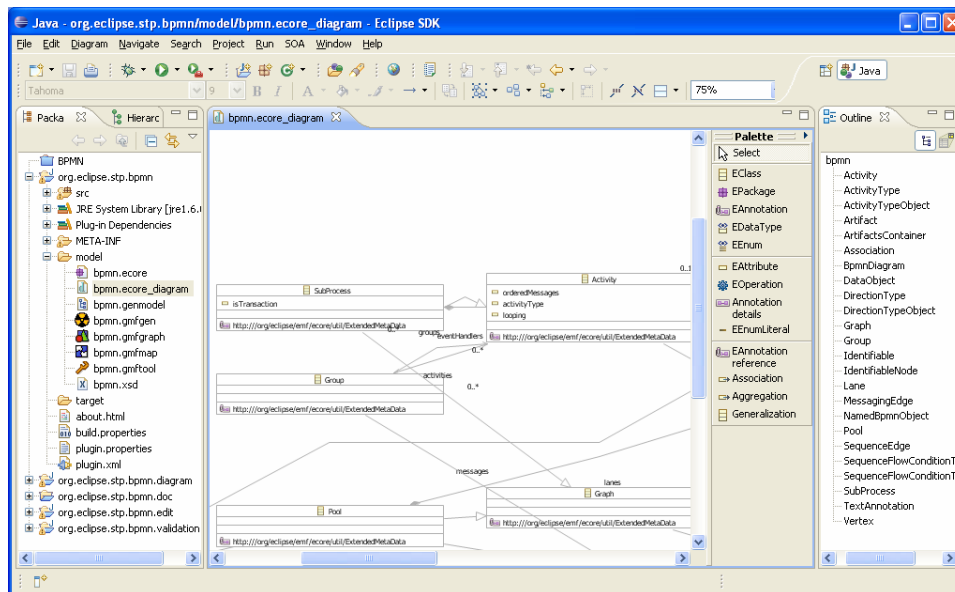 Java - org.eclipse.stp.bpmn/model/bpmn.ecore_diagram - Eclipse SDK
File Edit Diagram Navigate Search Project Run SOA Window Help
Java
Tahoma 9 B I A 75%
Packa Hierarc
bpmn.ecore_diagram
Outline
BPMN
org.eclipse.stp.bpmn
src
JRE System Library [jre1.6.
Plug-in Dependencies
META-INF
model
bpmn.ecore
bpmn.ecore_diagram
bpmn.genmodel
bpmn.gmfgen
bpmn.gmfgraph
bpmn.gmfmap
bpmn.gmftool
bpmn.xsd
target
about.html
build.properties
plugin.properties
plugin.xml
org.eclipse.stp.bpmn.diagram
org.eclipse.stp.bpmn.doc
org.eclipse.stp.bpmn.edit
org.eclipse.stp.bpmn.validation
0..1
SubProcess
isTransaction
http:///org/eclipse/emf/ecore/util/ExtendedMetaData
Activity
orderedMessages
activityType
looping
http:///org/eclipse/emf/ecore/util/ExtendedMetaData
0..*
groups
eventHandlers
0..*
activities
0..*
Group
http:///org/eclipse/emf/ecore/util/ExtendedMetaData
messages
lanes
Graph
http:///org/eclipse/emf/ecore/util/ExtendedMetaData
Pool
http:///org/eclipse/emf/ecore/util/ExtendedMetaData
Palette
Select
EClass
EPackage
EAnnotation
EDataType
EEnum
EAttribute
EOperation
Annotation
details
EEnumLiteral
EAnnotation
reference
Association
Aggregation
Generalization
bpmn
Activity
ActivityType
ActivityTypeObject
Artifact
ArtifactsContainer
Association
BpmnDiagram
DataObject
DirectionType
DirectionTypeObject
Graph
Group
Identifiable
IdentifiableNode
Lane
MessagingEdge
NamedBpmnObject
Pool
SequenceEdge
SequenceFlowConditionT
SequenceFlowConditionT
SubProcess
TextAnnotation
Vertex